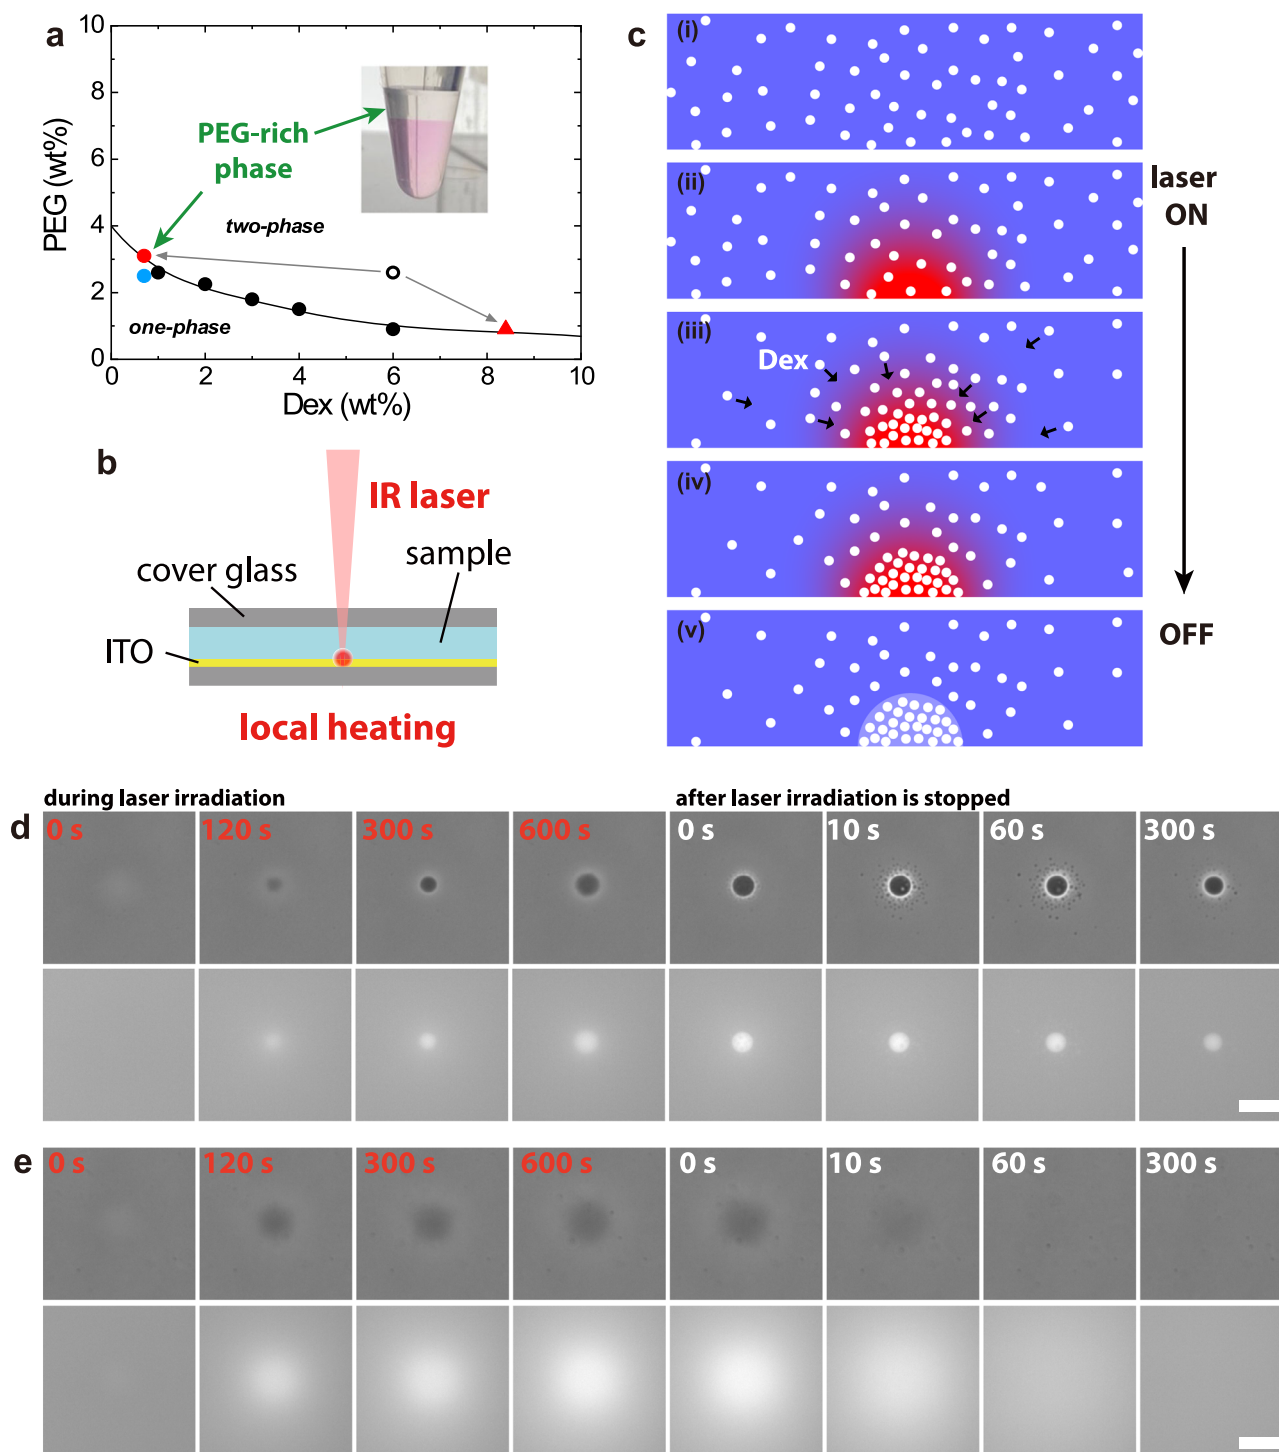 a
10
8
6
4
2
0
PEG (wt%)
PEG-rich
phase
two-phase
one-phase
0
2
4
6
8
10
Dex (wt%)
b
IR laser
sample
cover glass
ITO
local heating
c
(i)
(ii)
(iii)
Dex
(iv)
(v)
laser
ON
OFF
during laser irradiation
after laser irradiation is stopped
d
0 s
120 s
300 s
600 s
0 s
10 s
60 s
300 s
e
0 s
120 s
300 s
600 s
0 s
10 s
60 s
300 s